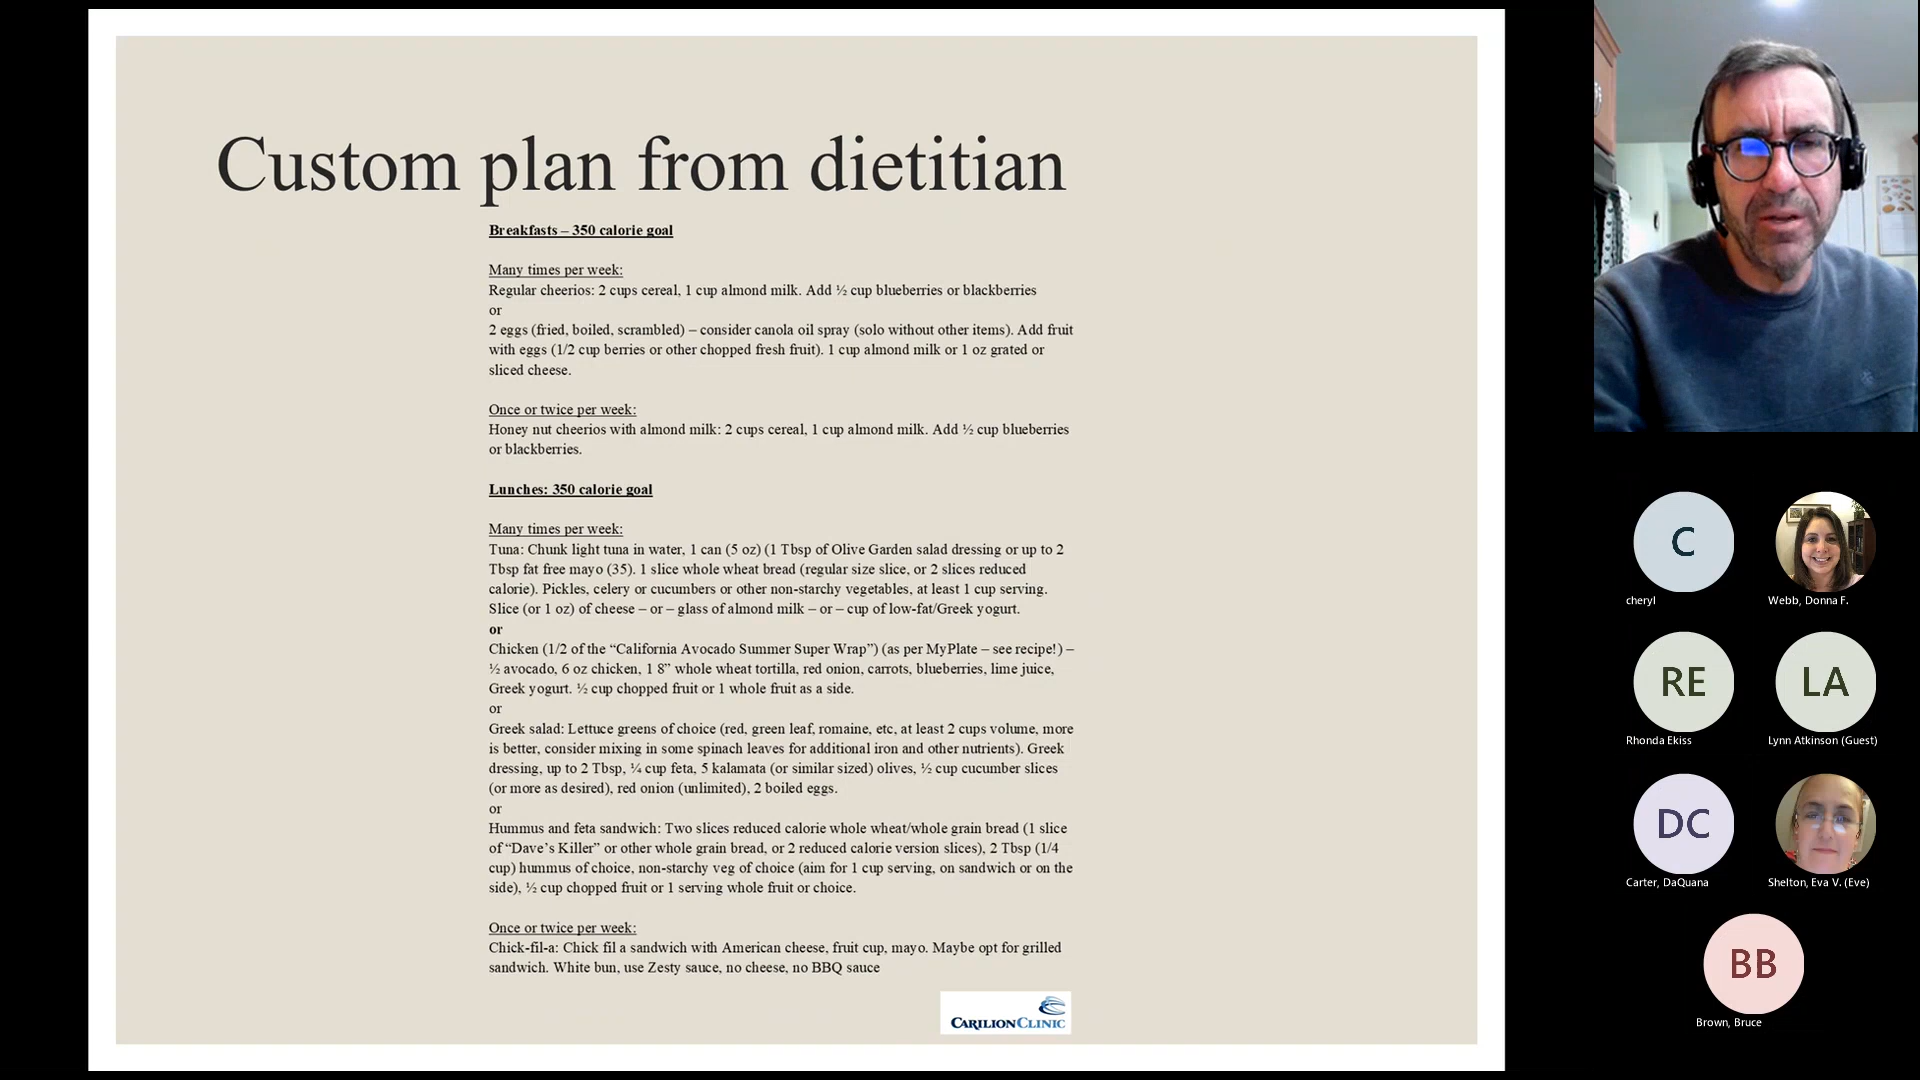 Custom plan from dietitian
Breakfasts – 350 calorie goal
Many times per week:
Regular cheerios: 2 cups cereal, 1 cup almond milk. Add ½ cup blueberries or blackberries
or
2 eggs (fried, boiled, scrambled) – consider canola oil spray (solo without other items). Add fruit
with eggs (1/2 cup berries or other chopped fresh fruit). 1 cup almond milk or 1 oz grated or
sliced cheese.
Once or twice per week:
Honey nut cheerios with almond milk: 2 cups cereal, 1 cup almond milk. Add ½ cup blueberries
or blackberries.
Lunches: 350 calorie goal
Many times per week:
Tuna: Chunk light tuna in water, 1 can (5 oz) (1 Tbsp of Olive Garden salad dressing or up to 2
Tbsp fat free mayo (35). 1 slice whole wheat bread (regular size slice, or 2 slices reduced
calorie). Pickles, celery or cucumbers or other non-starchy vegetables, at least 1 cup serving.
Slice (or 1 oz) of cheese – or – glass of almond milk – or – cup of low-fat/Greek yogurt.
or
Chicken (1/2 of the “California Avocado Summer Super Wrap”) (as per MyPlate – see recipe!) –
½ avocado, 6 oz chicken, 1 8” whole wheat tortilla, red onion, carrots, blueberries, lime juice,
Greek yogurt. ½ cup chopped fruit or 1 whole fruit as a side.
or
Greek salad: Lettuce greens of choice (red, green leaf, romaine, etc, at least 2 cups volume, more
is better, consider mixing in some spinach leaves for additional iron and other nutrients). Greek
dressing, up to 2 Tbsp, ¼ cup feta, 5 kalamata (or similar sized) olives, ½ cup cucumber slices
(or more as desired), red onion (unlimited), 2 boiled eggs.
or
Hummus and feta sandwich: Two slices reduced calorie whole wheat/whole grain bread (1 slice
of “Dave’s Killer” or other whole grain bread, or 2 reduced calorie version slices), 2 Tbsp (1/4
cup) hummus of choice, non-starchy veg of choice (aim for 1 cup serving, on sandwich or on the
side), ½ cup chopped fruit or 1 serving whole fruit or choice.
Once or twice per week:
Chick-fil-a: Chick fil a sandwich with American cheese, fruit cup, mayo. Maybe opt for grilled
sandwich. White bun, use Zesty sauce, no cheese, no BBQ sauce
CARILION CLINIC
C
cheryl
Webb, Donna F.
RE
Rhonda Ekiss
LA
Lynn Atkinson (Guest)
DC
Carter, DaQuana
Shelton, Eva V. (Eve)
BB
Brown, Bruce